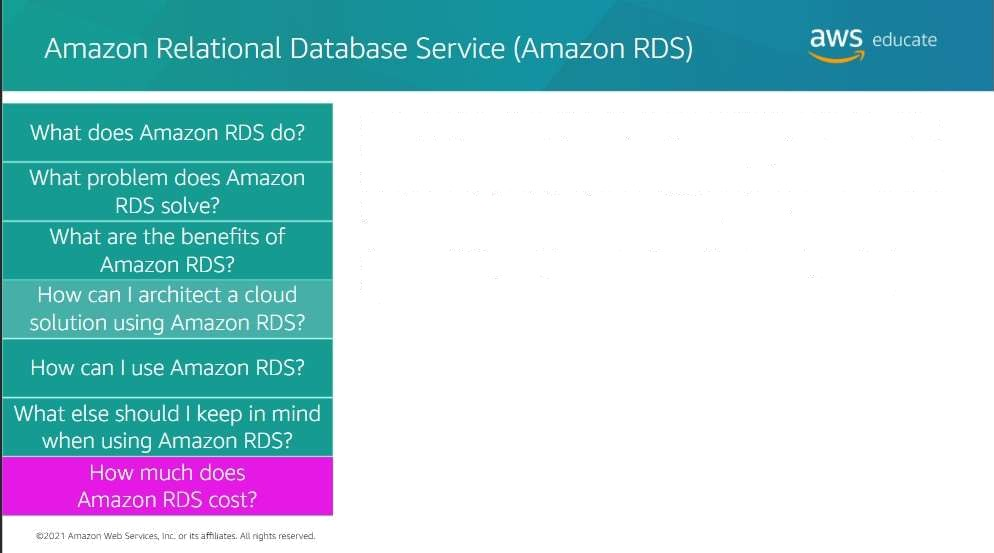 Amazon Relational Database Service (Amazon RDS)
aws educate
What does Amazon RDS do?
What problem does Amazon
RDS solve?
What are the benefits of
Amazon RDS?
How can I architect a cloud
solution using Amazon RDS?
How can I use Amazon RDS?
What else should I keep in mind
when using Amazon RDS?
How much does
Amazon RDS cost?
©2021 Amazon Web Services, Inc. or its affiliates. All rights reserved.